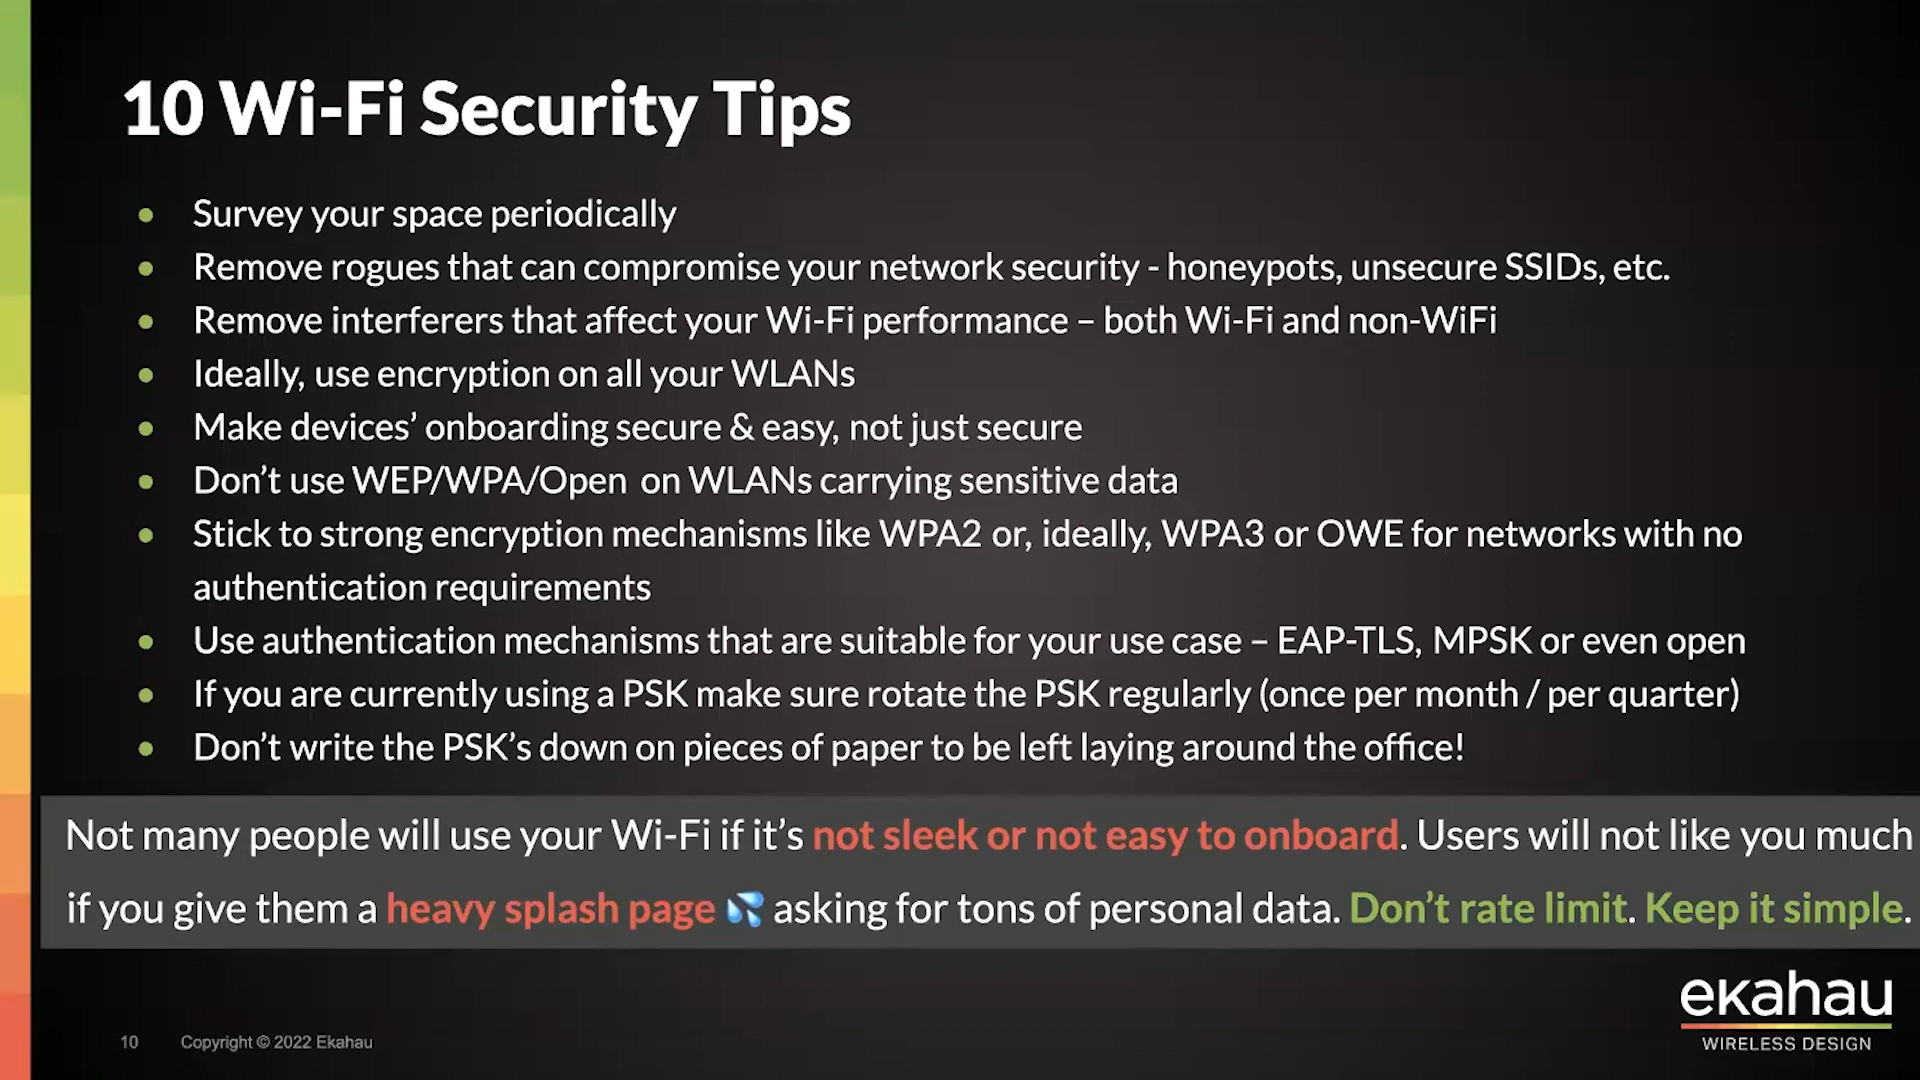 10 Wi-Fi Security Tips
• Survey your space periodically
• Remove rogues that can compromise your network security - honeypots, unsecure SSIDs, etc.
• Remove interferers that affect your Wi-Fi performance – both Wi-Fi and non-WiFi
• Ideally, use encryption on all your WLANs
• Make devices’ onboarding secure & easy, not just secure
• Don’t use WEP/WPA/Open on WLANs carrying sensitive data
• Stick to strong encryption mechanisms like WPA2 or, ideally, WPA3 or OWE for networks with no
authentication requirements
• Use authentication mechanisms that are suitable for your use case – EAP-TLS, MPSK or even open
• If you are currently using a PSK make sure rotate the PSK regularly (once per month / per quarter)
• Don’t write the PSK’s down on pieces of paper to be left laying around the office!
Not many people will use your Wi-Fi if it’s not sleek or not easy to onboard. Users will not like you much
if you give them a heavy splash page 💦 asking for tons of personal data. Don’t rate limit. Keep it simple.
ekahau
WIRELESS DESIGN
10 Copyright © 2022 Ekahau